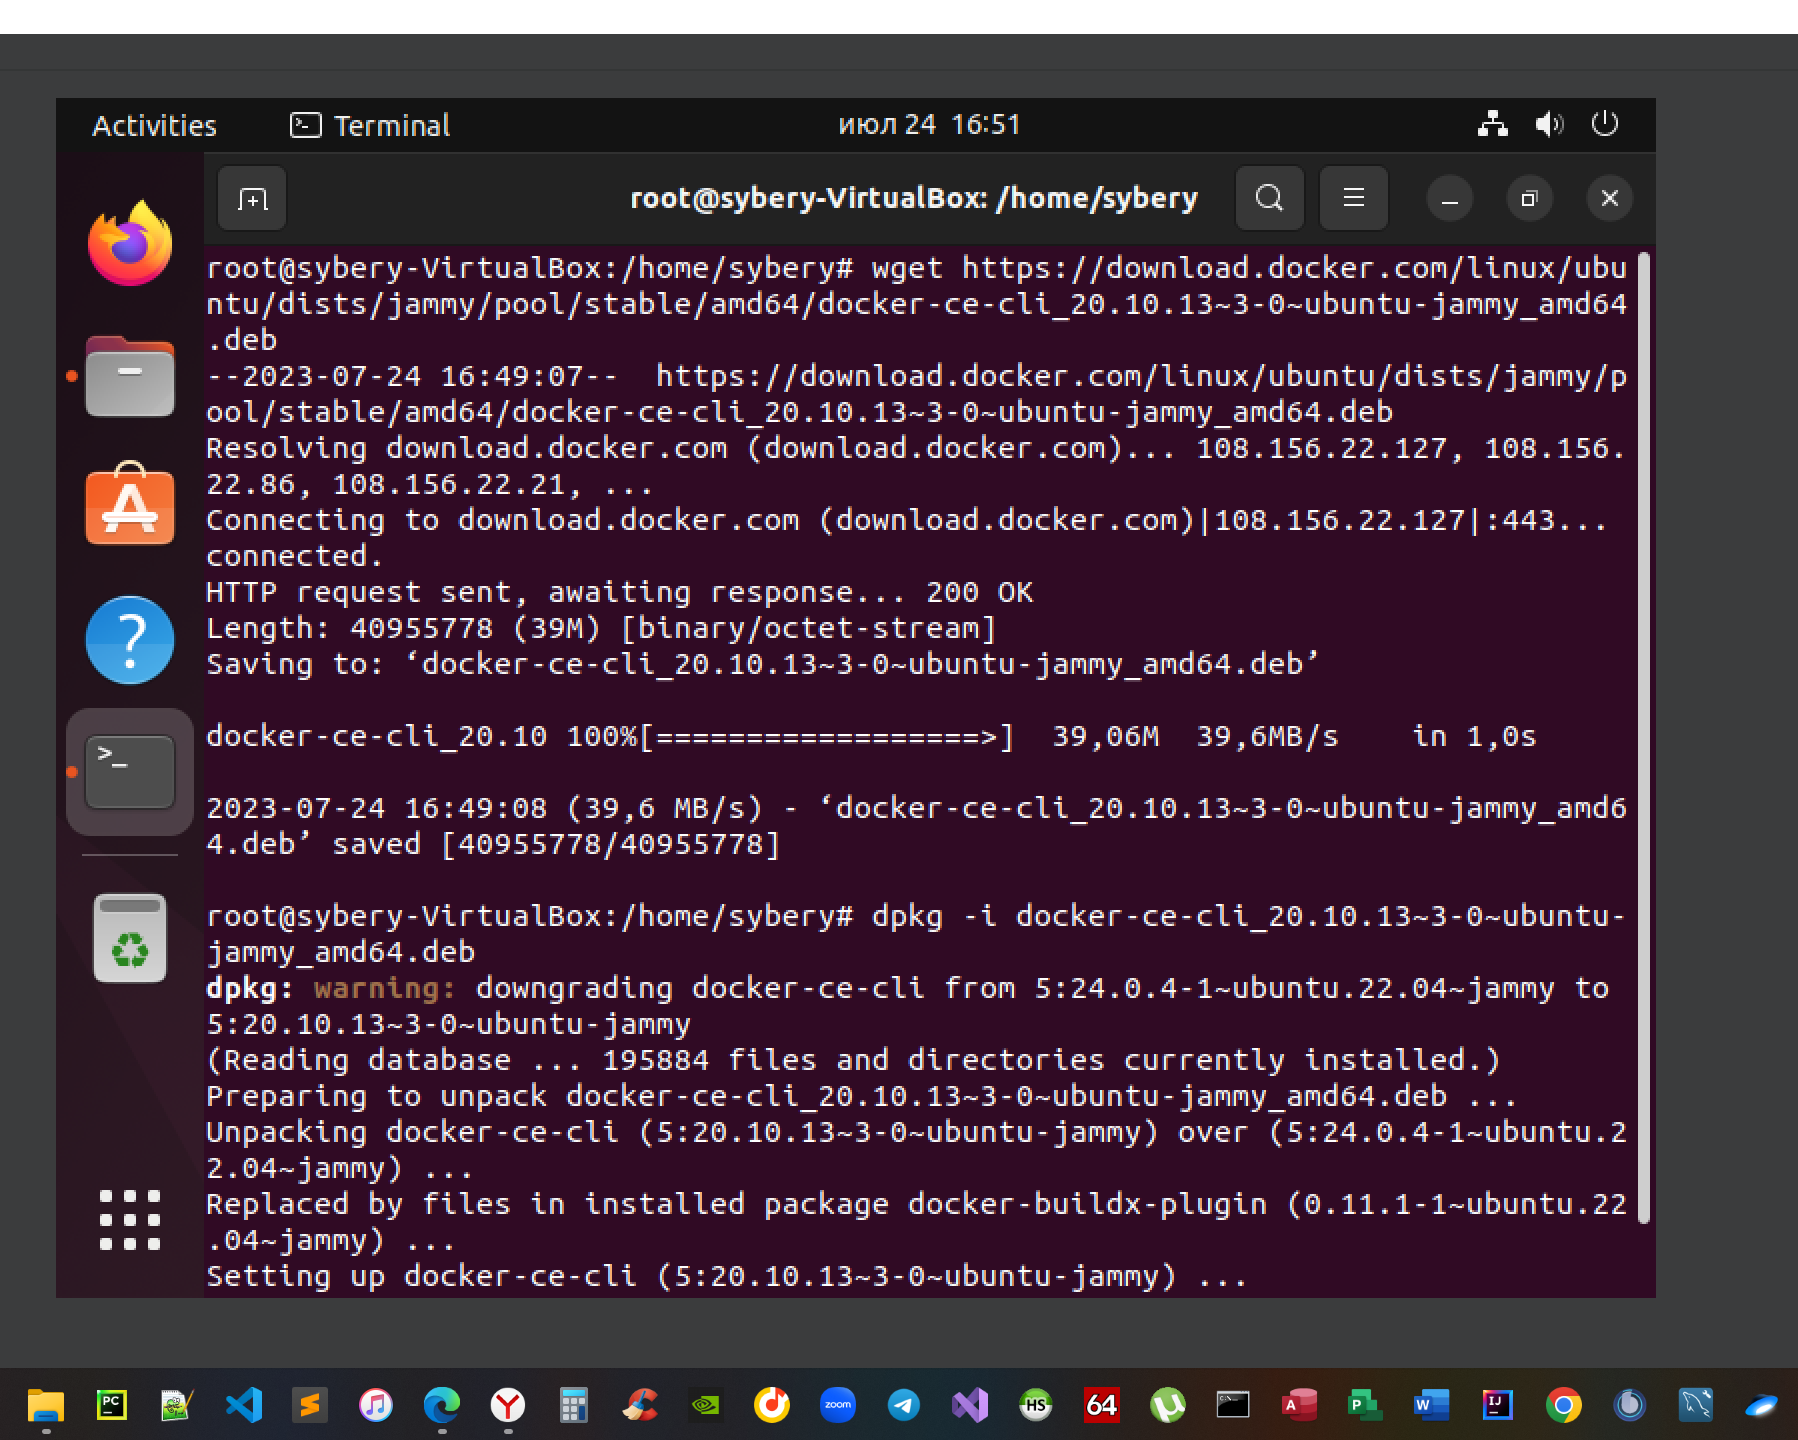 Activities
Terminal
июл 24 16:51
root@sybery-VirtualBox: /home/sybery
root@sybery-VirtualBox:/home/sybery# wget https://download.docker.com/linux/ubu
ntu/dists/jammy/pool/stable/amd64/docker-ce-cli_20.10.13~3-0~ubuntu-jammy_amd64
.deb
--2023-07-24 16:49:07--  https://download.docker.com/linux/ubuntu/dists/jammy/p
ool/stable/amd64/docker-ce-cli_20.10.13~3-0~ubuntu-jammy_amd64.deb
Resolving download.docker.com (download.docker.com)... 108.156.22.127, 108.156.
22.86, 108.156.22.21, ...
Connecting to download.docker.com (download.docker.com)|108.156.22.127|:443...
connected.
HTTP request sent, awaiting response... 200 OK
Length: 40955778 (39M) [binary/octet-stream]
Saving to: ‘docker-ce-cli_20.10.13~3-0~ubuntu-jammy_amd64.deb’
docker-ce-cli_20.10 100%[==================>]  39,06M  39,6MB/s    in 1,0s
2023-07-24 16:49:08 (39,6 MB/s) - ‘docker-ce-cli_20.10.13~3-0~ubuntu-jammy_amd6
4.deb’ saved [40955778/40955778]
root@sybery-VirtualBox:/home/sybery# dpkg -i docker-ce-cli_20.10.13~3-0~ubuntu-
jammy_amd64.deb
dpkg: warning: downgrading docker-ce-cli from 5:24.0.4-1~ubuntu.22.04~jammy to
5:20.10.13~3-0~ubuntu-jammy
(Reading database ... 195884 files and directories currently installed.)
Preparing to unpack docker-ce-cli_20.10.13~3-0~ubuntu-jammy_amd64.deb ...
Unpacking docker-ce-cli (5:20.10.13~3-0~ubuntu-jammy) over (5:24.0.4-1~ubuntu.2
2.04~jammy) ...
Replaced by files in installed package docker-buildx-plugin (0.11.1-1~ubuntu.22
.04~jammy) ...
Setting up docker-ce-cli (5:20.10.13~3-0~ubuntu-jammy) ...
PC
zoom
HS
64
A
P
W
IJ